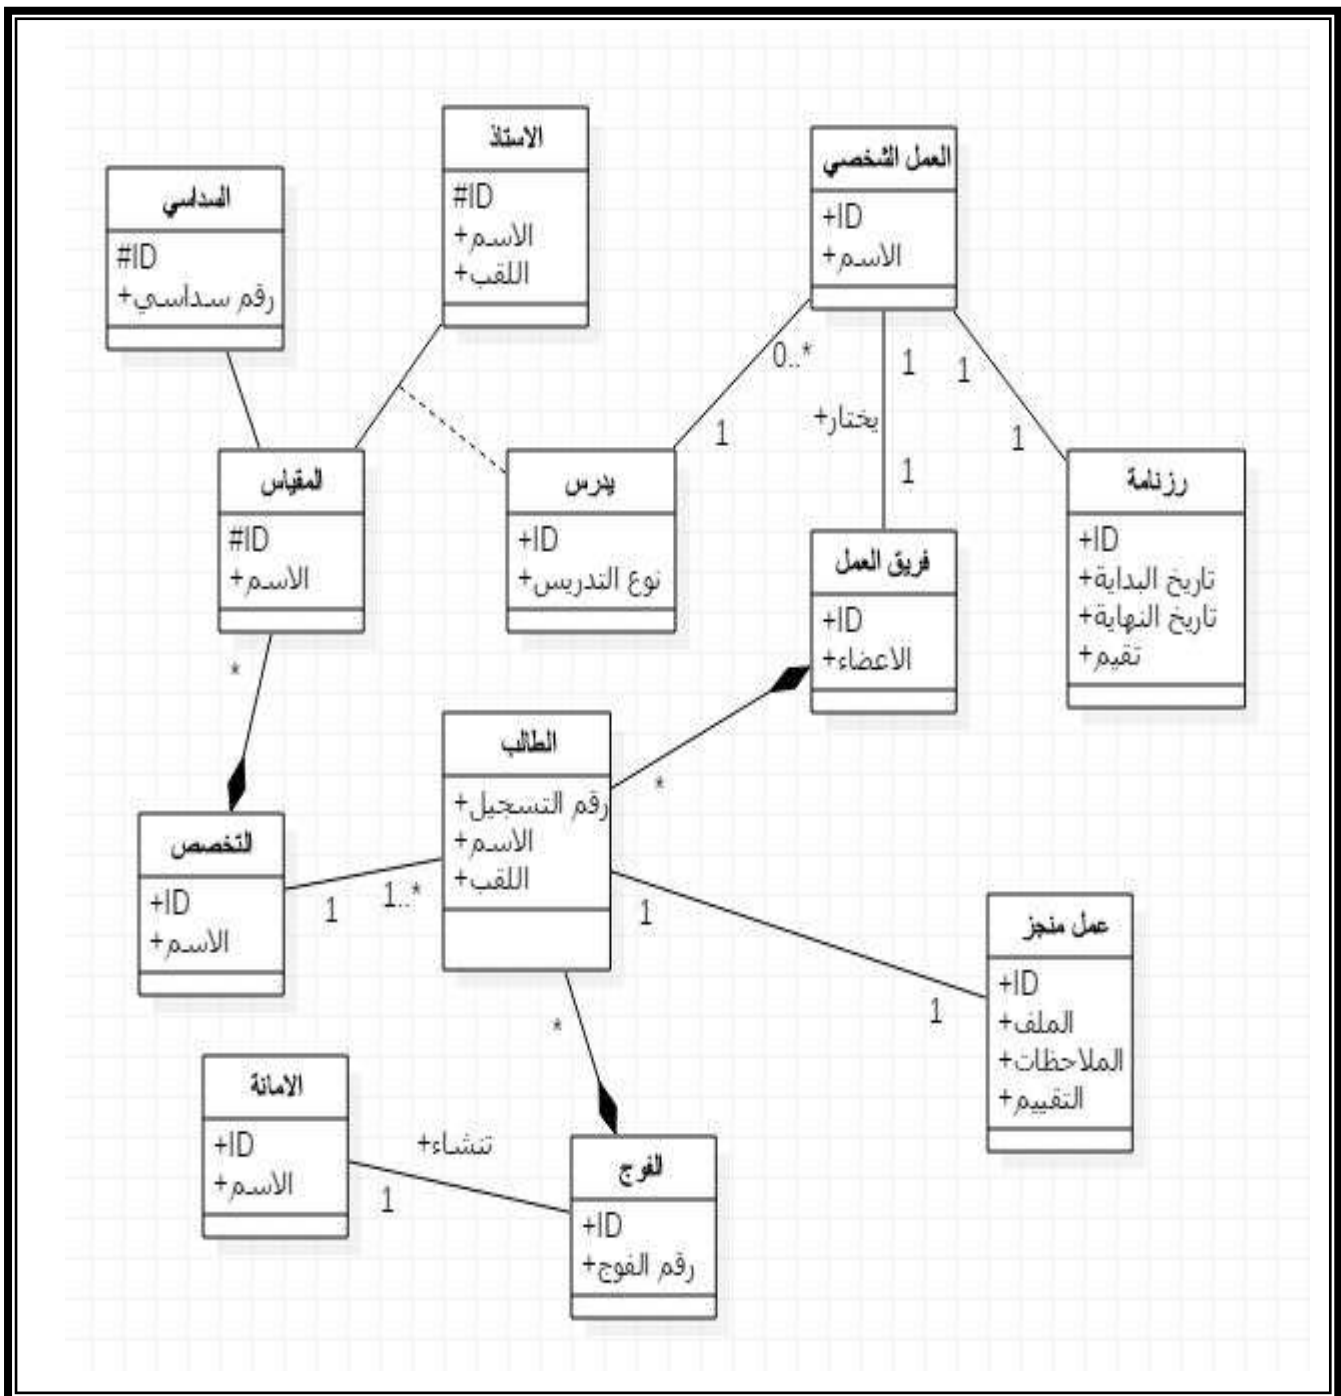 الاستاذ
#ID
+الاسم
+اللقب
العمل الشخصي
+ID
+الاسم
السداسي
#ID
+رقم سداسي
0..*
1
1
1
+يختار
1
1
المقياس
#ID
+الاسم
يدرس
+ID
+نوع التدريس
رزنامة
+ID
+تاريخ البداية
+تاريخ النهاية
+تقيم
فريق العمل
+ID
+الاعضاء
*
*
الطالب
+رقم التسجيل
+الاسم
+اللقب
التخصص
+ID
+الاسم
1
1..*
1
1
عمل منجز
+ID
+الملف
+الملاحظات
+التقييم
*
الامانة
+ID
+الاسم
+تنشاء
1
الفوج
+ID
+رقم الفوج